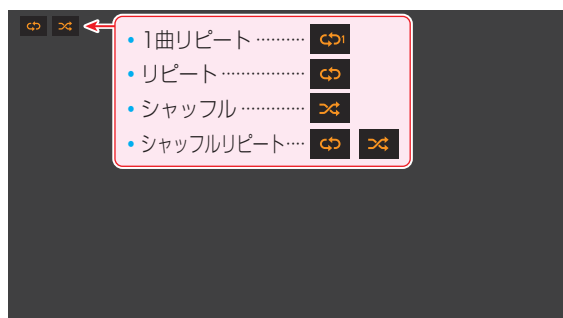 • 1曲リピート ………… 1
• リピート ………………
• シャッフル ……………
• シャッフルリピート……